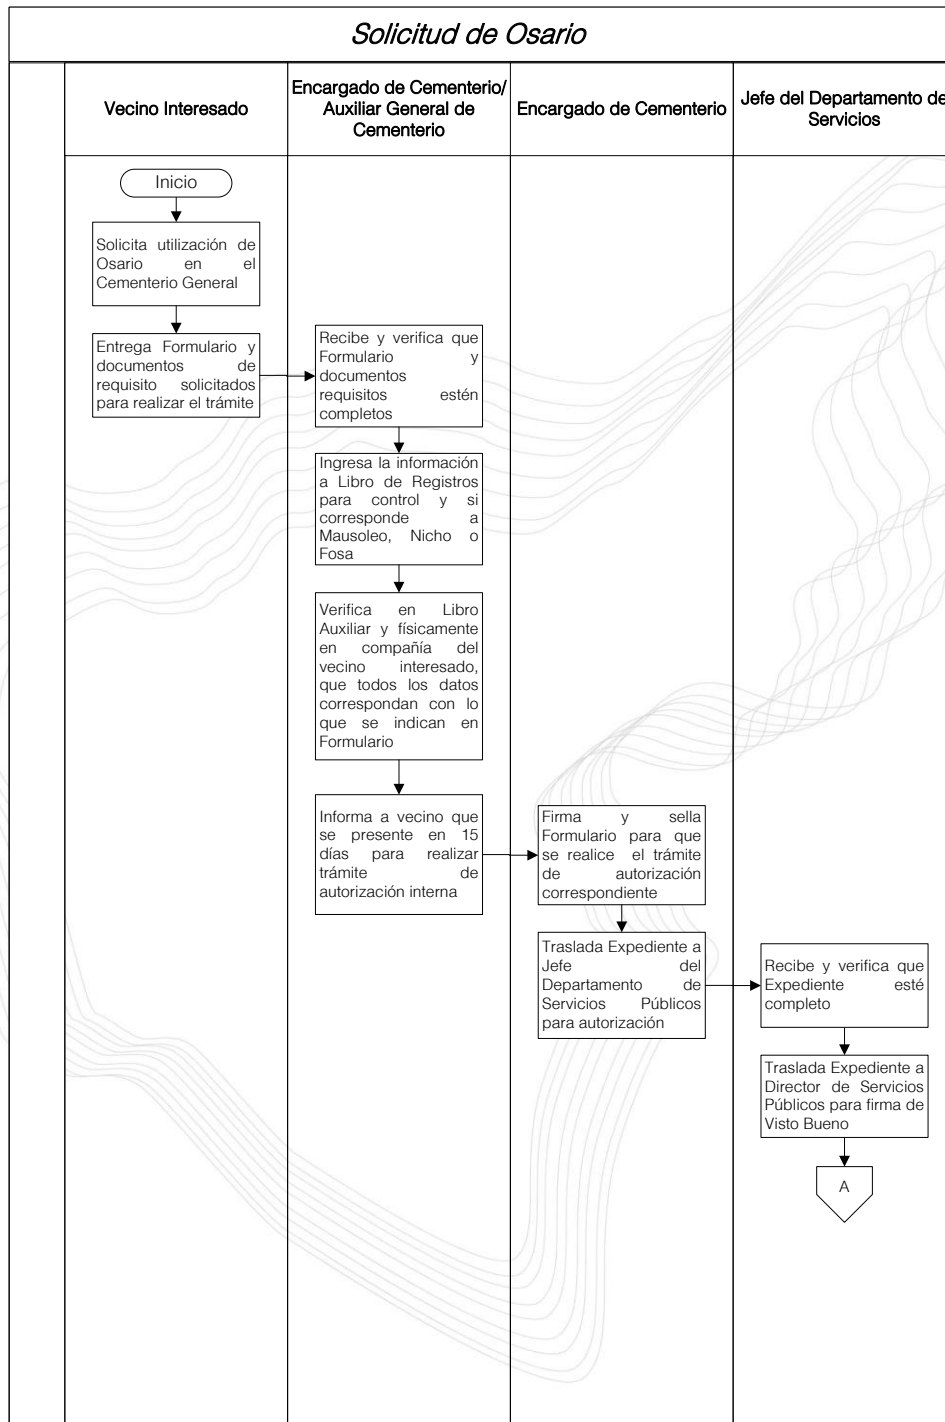 Solicitud de Osario
Vecino Interesado
Encargado de Cementerio/
Auxiliar General de
Cementerio
Encargado de Cementerio
Jefe del Departamento de
Servicios
Inicio
Solicita utilización de
Osario en el
Cementerio General
Entrega Formulario y
documentos de
requisito solicitados
para realizar el trámite
Recibe y verifica que
Formulario y
documentos
requisitos estén
completos
Ingresa la información
a Libro de Registros
para control y si
corresponde a
Mausoleo, Nicho o
Fosa
Verifica en Libro
Auxiliar y físicamente
en compañía del
vecino interesado,
que todos los datos
correspondan con lo
que se indican en
Formulario
Informa a vecino que
se presente en 15
días para realizar
trámite de
autorización interna
Firma y sella
Formulario para que
se realice el trámite
de autorización
correspondiente
Traslada Expediente a
Jefe del
Departamento de
Servicios Públicos
para autorización
Recibe y verifica que
Expediente esté
completo
Traslada Expediente a
Director de Servicios
Públicos para firma de
Visto Bueno
A